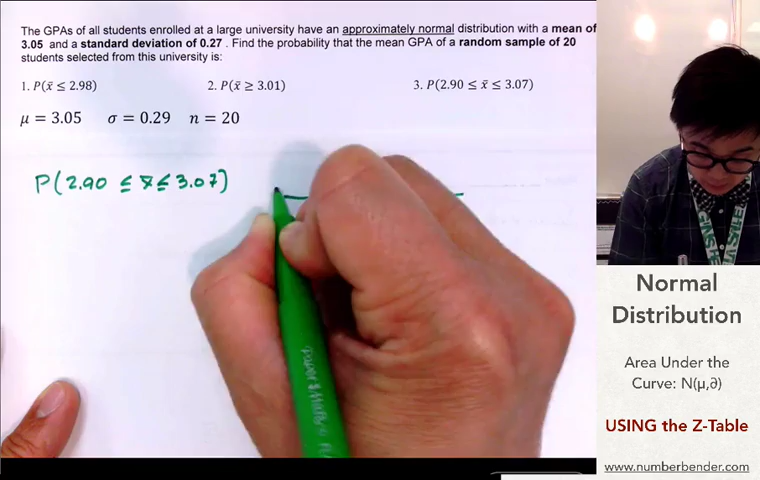 The GPAs of all students enrolled at a large university have an approximately normal distribution with a mean of
3.05 and a standard deviation of 0.27 . Find the probability that the mean GPA of a random sample of 20
students selected from this university is:
1. P(x̄ ≤ 2.98) 2. P(x̄ ≥ 3.01) 3. P(2.90 ≤ x̄ ≤ 3.07)
μ = 3.05 σ = 0.29 n = 20
P(2.90 ≤ x̄ ≤ 3.07)
Normal
Distribution
Area Under the
Curve: N(μ,∂)
USING the Z-Table
www.numberbender.com